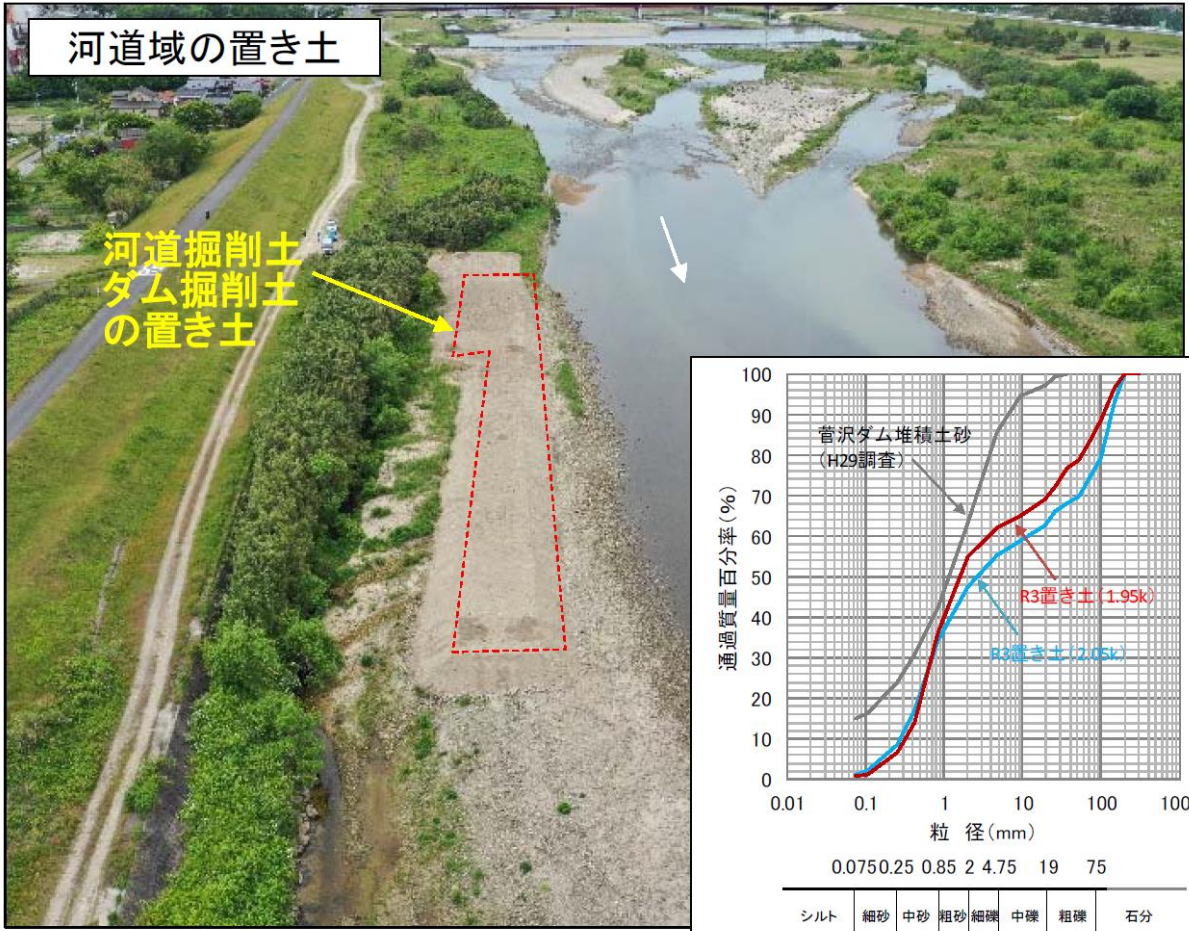 河道域の置き土
河道掘削土
ダム掘削土
の置き土
通過質量百分率(%)
100
90
80
70
60
50
40
30
20
10
0
菅沢ダム堆積土砂
(H29調査)
R3置き土(1.95k)
R3置き土(2.05k)
0.01 0.1 1 10 100 100
粒 径(mm)
0.075 0.25 0.85 2 4.75 19 75
シルト 細砂 中砂 粗砂 細礫 中礫 粗礫 石分